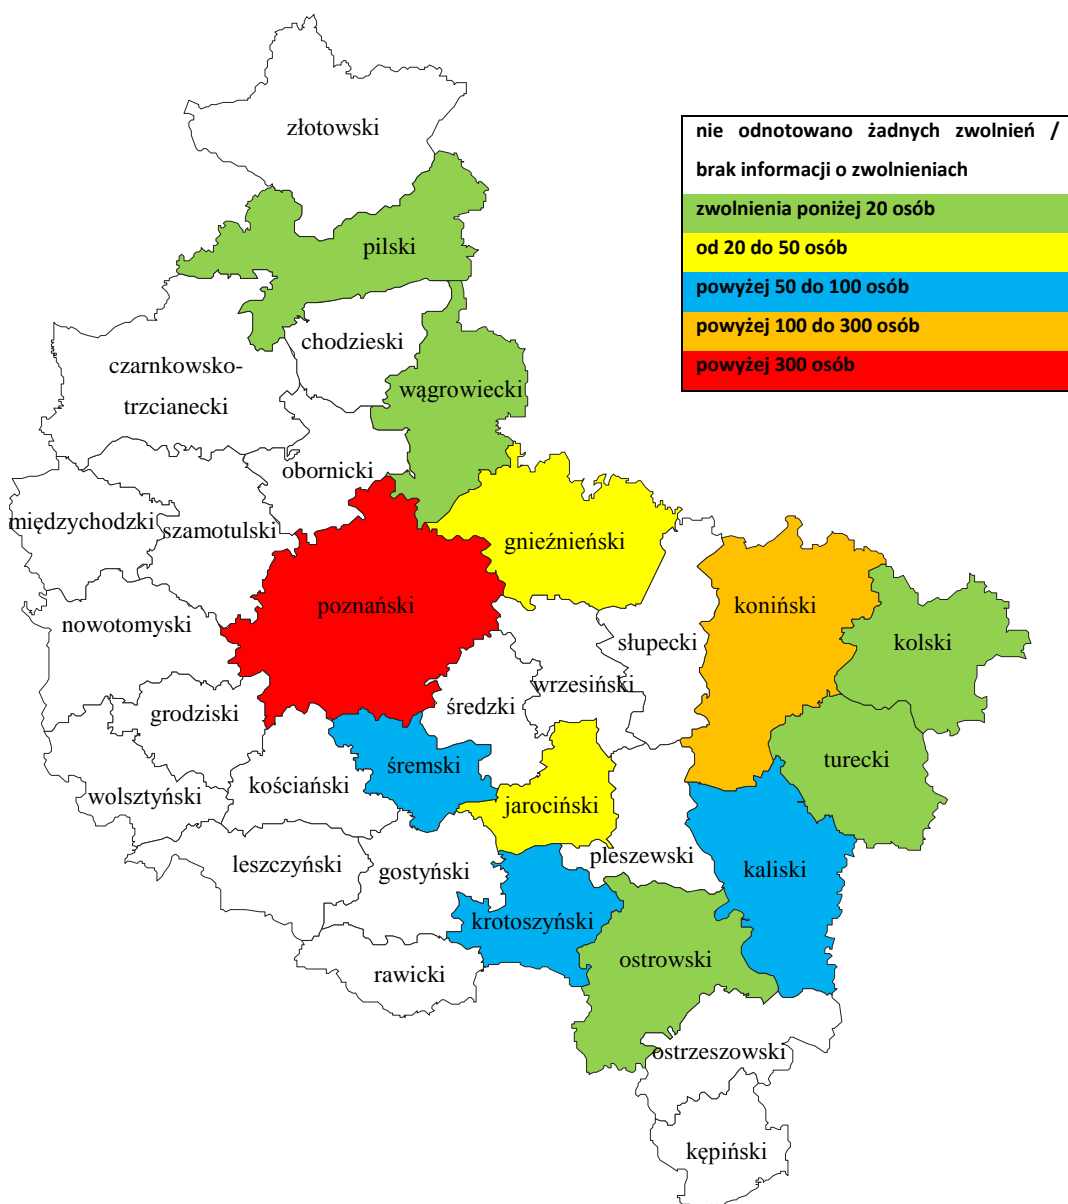 złotowski
nie odnotowano żadnych zwolnień /
brak informacji o zwolnieniach
zwolnienia poniżej 20 osób
od 20 do 50 osób
powyżej 50 do 100 osób
powyżej 100 do 300 osób
powyżej 300 osób
pilski
chodzieski
czarnkowsko-
trzcianecki
wągrowiecki
obornicki
międzychodzki
szamotulski
gnieźnieński
poznański
koniński
nowotomyski
słupecki
kolski
wrzesiński
średzki
grodziski
śremski
turecki
kościański
wolsztyński
jarociński
leszczyński
gostyński
pleszewski
kaliski
krotoszyński
ostrowski
rawicki
ostrzeszowski
kępiński